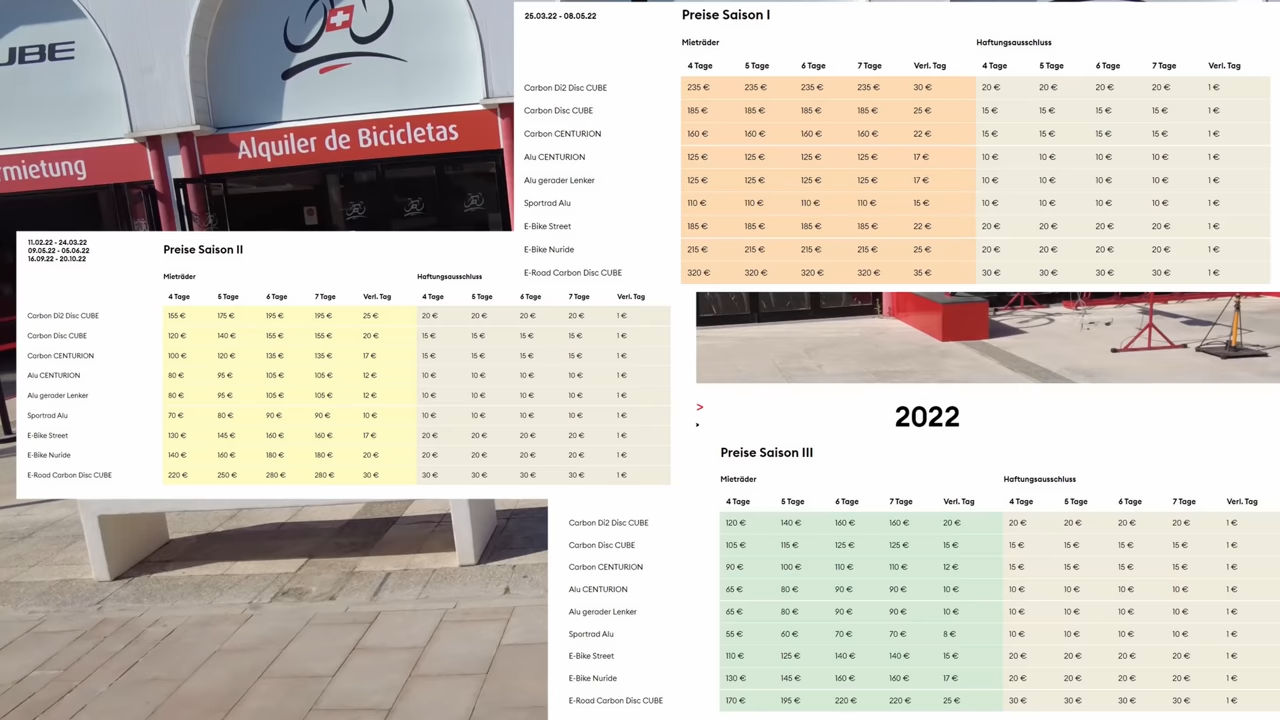 UBE
rmietung
Alquiler de Bicicletas
25.03.22 - 08.05.22
Preise Saison I
Mieträder Haftungsausschluss
4 Tage 5 Tage 6 Tage 7 Tage Verl. Tag 4 Tage 5 Tage 6 Tage 7 Tage Verl. Tag
Carbon Di2 Disc CUBE 235 € 235 € 235 € 235 € 30 € 20 € 20 € 20 € 20 € 1 €
Carbon Disc CUBE 185 € 185 € 185 € 185 € 25 € 15 € 15 € 15 € 15 € 1 €
Carbon CENTURION 160 € 160 € 160 € 160 € 22 € 15 € 15 € 15 € 15 € 1 €
Alu CENTURION 125 € 125 € 125 € 125 € 17 € 10 € 10 € 10 € 10 € 1 €
Alu gerader Lenker 125 € 125 € 125 € 125 € 17 € 10 € 10 € 10 € 10 € 1 €
Sportrad Alu 110 € 110 € 110 € 110 € 15 € 10 € 10 € 10 € 10 € 1 €
E-Bike Street 185 € 185 € 185 € 185 € 22 € 20 € 20 € 20 € 20 € 1 €
E-Bike Nuride 215 € 215 € 215 € 215 € 25 € 20 € 20 € 20 € 20 € 1 €
E-Road Carbon Disc CUBE 320 € 320 € 320 € 320 € 35 € 30 € 30 € 30 € 30 € 1 €
11.02.22 - 24.03.22
09.05.22 - 05.06.22
16.09.22 - 20.10.22
Preise Saison II
Mieträder Haftungsausschluss
4 Tage 5 Tage 6 Tage 7 Tage Verl. Tag 4 Tage 5 Tage 6 Tage 7 Tage Verl. Tag
Carbon Di2 Disc CUBE 155 € 175 € 195 € 195 € 25 € 20 € 20 € 20 € 20 € 1 €
Carbon Disc CUBE 120 € 140 € 155 € 155 € 20 € 15 € 15 € 15 € 15 € 1 €
Carbon CENTURION 100 € 120 € 135 € 135 € 17 € 15 € 15 € 15 € 15 € 1 €
Alu CENTURION 80 € 95 € 105 € 105 € 12 € 10 € 10 € 10 € 10 € 1 €
Alu gerader Lenker 80 € 95 € 105 € 105 € 12 € 10 € 10 € 10 € 10 € 1 €
Sportrad Alu 70 € 80 € 90 € 90 € 10 € 10 € 10 € 10 € 10 € 1 €
E-Bike Street 130 € 145 € 160 € 160 € 17 € 20 € 20 € 20 € 20 € 1 €
E-Bike Nuride 140 € 160 € 180 € 180 € 20 € 20 € 20 € 20 € 20 € 1 €
E-Road Carbon Disc CUBE 220 € 250 € 280 € 280 € 30 € 30 € 30 € 30 € 30 € 1 €
2022
Preise Saison III
Mieträder Haftungsausschluss
4 Tage 5 Tage 6 Tage 7 Tage Verl. Tag 4 Tage 5 Tage 6 Tage 7 Tage Verl. Tag
Carbon Di2 Disc CUBE 120 € 140 € 160 € 160 € 20 € 20 € 20 € 20 € 20 € 1 €
Carbon Disc CUBE 105 € 115 € 125 € 125 € 15 € 15 € 15 € 15 € 15 € 1 €
Carbon CENTURION 90 € 100 € 110 € 110 € 12 € 15 € 15 € 15 € 15 € 1 €
Alu CENTURION 65 € 80 € 90 € 90 € 10 € 10 € 10 € 10 € 10 € 1 €
Alu gerader Lenker 65 € 80 € 90 € 90 € 10 € 10 € 10 € 10 € 10 € 1 €
Sportrad Alu 55 € 60 € 70 € 70 € 8 € 10 € 10 € 10 € 10 € 1 €
E-Bike Street 110 € 125 € 140 € 140 € 15 € 20 € 20 € 20 € 20 € 1 €
E-Bike Nuride 130 € 145 € 160 € 160 € 17 € 20 € 20 € 20 € 20 € 1 €
E-Road Carbon Disc CUBE 170 € 195 € 220 € 220 € 25 € 30 € 30 € 30 € 30 € 1 €